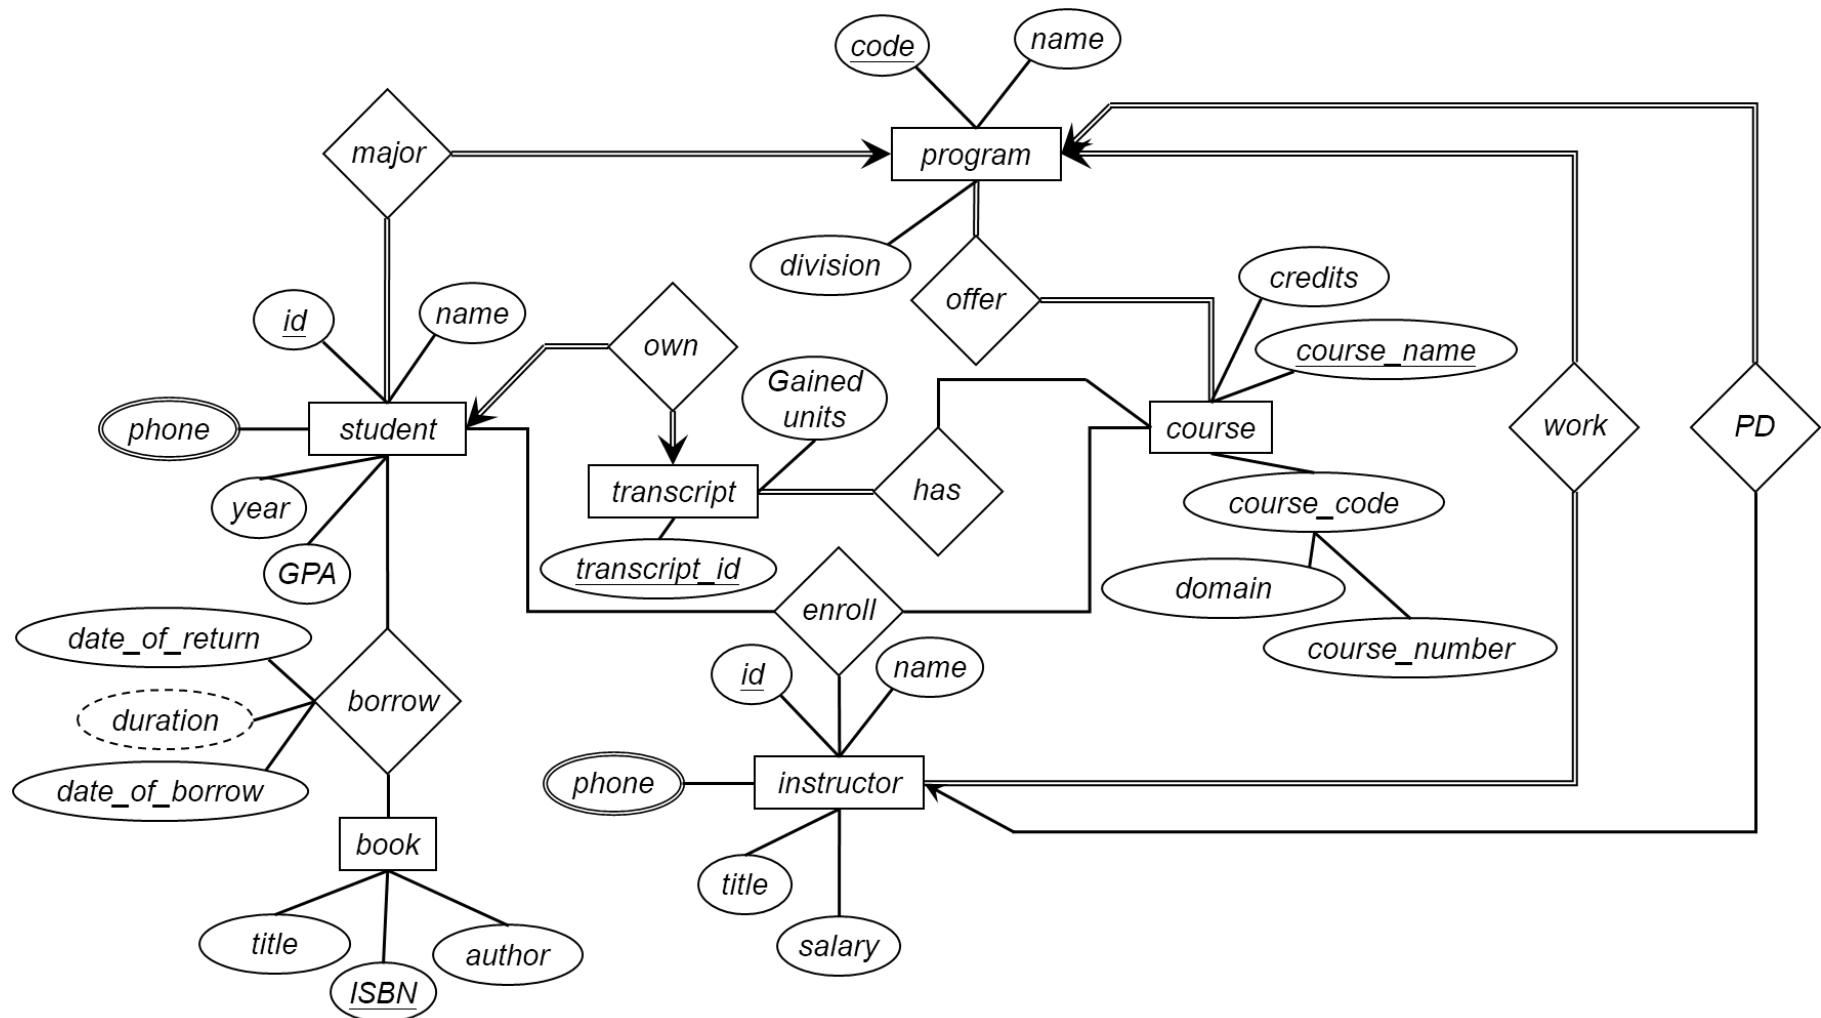 code
name
major
program
division
offer
credits
id
name
own
course_name
Gained
units
phone
student
course
work
PD
transcript
has
year
course_code
GPA
transcript_id
domain
enroll
date_of_return
course_number
id
name
borrow
duration
phone
instructor
date_of_borrow
book
title
title
author
salary
ISBN